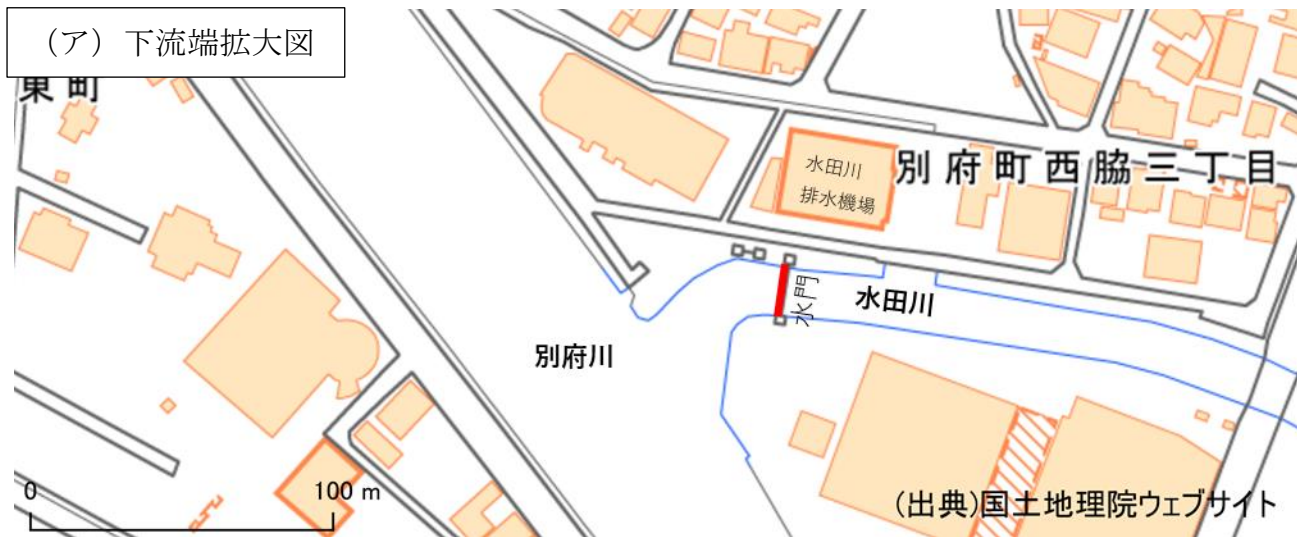 （ア）下流端拡大図
東町
水田川
排水機場
別府町西脇三丁目
水門
水田川
別府川
0 100 m
(出典)国土地理院ウェブサイト